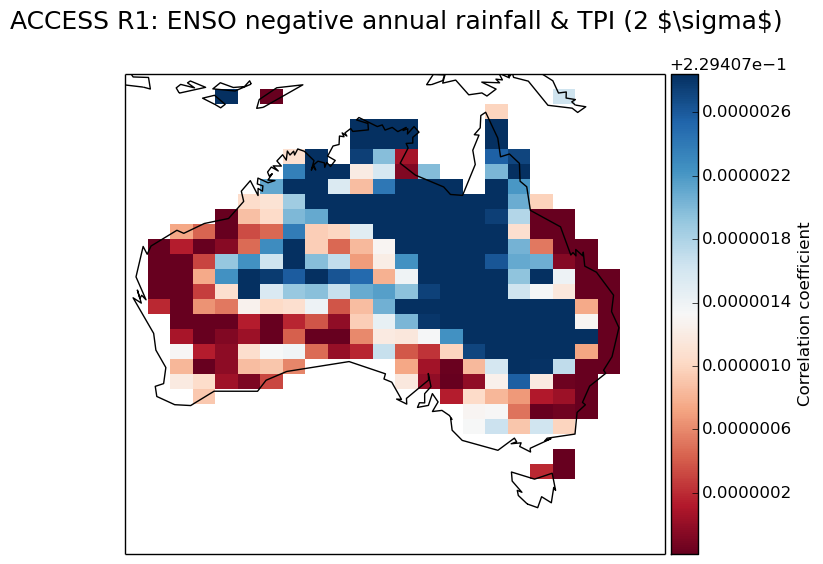 ACCESS R1: ENSO negative annual rainfall & TPI (2 $\sigma$)
+2.29407e−1
0.0000026
0.0000022
0.0000018
0.0000014
0.0000010
0.0000006
0.0000002
Correlation coefficient